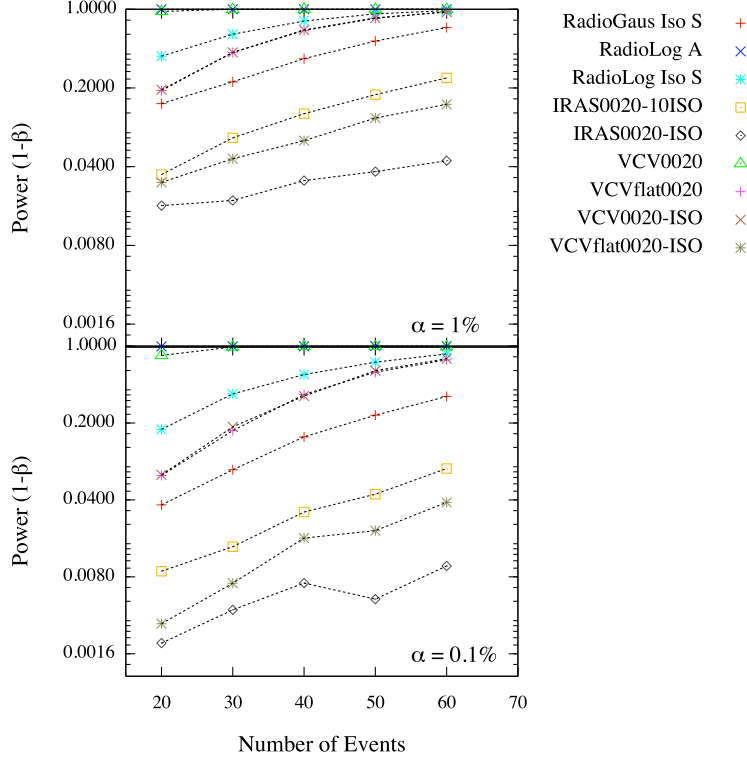 1.0000
0.2000
0.0400
0.0080
0.0016
Power (1-β)
α = 1%
1.0000
0.2000
0.0400
0.0080
0.0016
Power (1-β)
α = 0.1%
20 30 40 50 60 70
Number of Events
RadioGaus Iso S
RadioLog A
RadioLog Iso S
IRAS0020-10ISO
IRAS0020-ISO
VCV0020
VCVflat0020
VCV0020-ISO
VCVflat0020-ISO